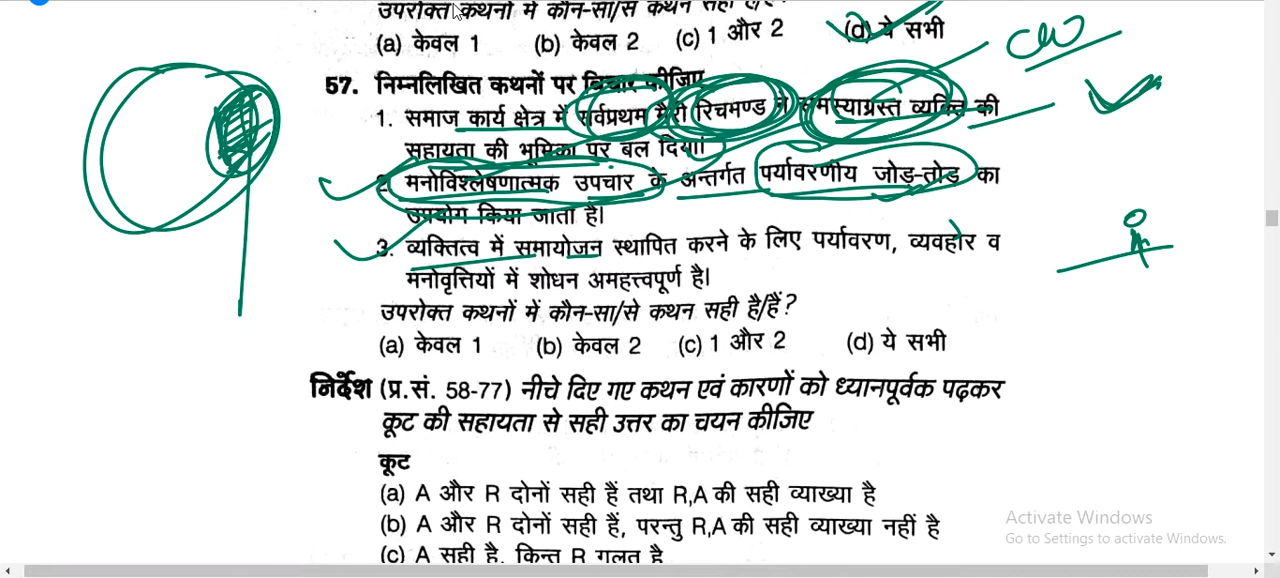 उपरोक्त कथनों में कौन-सा/से कथन सही है/हैं?
(a) केवल 1 (b) केवल 2 (c) 1 और 2 (d) ये सभी
57. निम्नलिखित कथनों पर विचार कीजिए
1. समाज कार्य क्षेत्र में सर्वप्रथम मैरी रिचमण्ड ने समस्याग्रस्त व्यक्ति की
सहायता की भूमिका पर बल दिया।
2. मनोविश्लेषणात्मक उपचार के अन्तर्गत पर्यावरणीय जोड़-तोड़ का
उपयोग किया जाता है।
3. व्यक्तित्व में समायोजन स्थापित करने के लिए पर्यावरण, व्यवहार व
मनोवृत्तियों में शोधन अमहत्त्वपूर्ण है।
उपरोक्त कथनों में कौन-सा/से कथन सही है/हैं?
(a) केवल 1 (b) केवल 2 (c) 1 और 2 (d) ये सभी
निर्देश (प्र.सं. 58-77) नीचे दिए गए कथन एवं कारणों को ध्यानपूर्वक पढ़कर
कूट की सहायता से सही उत्तर का चयन कीजिए
कूट
(a) A और R दोनों सही हैं तथा R,A की सही व्याख्या है
(b) A और R दोनों सही हैं, परन्तु R,A की सही व्याख्या नहीं है
(c) A सही है, किन्तु R गलत है
Activate Windows
Go to Settings to activate Windows.